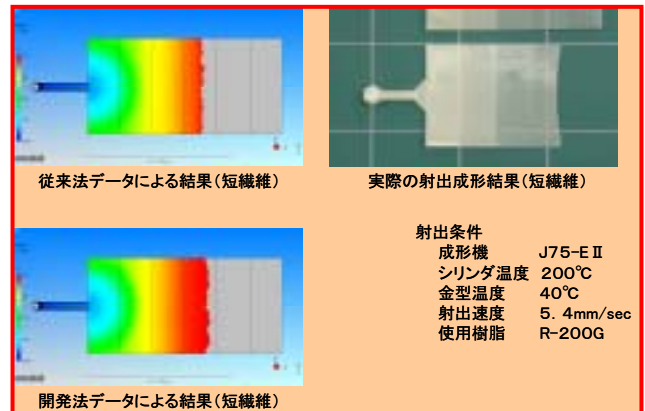 従来法データによる結果(短繊維)
実際の射出成形結果(短繊維)
射出条件
成形機 J75-EⅡ
シリンダ温度 200℃
金型温度 40℃
射出速度 5.4mm/sec
使用樹脂 R-200G
開発法データによる結果(短繊維)